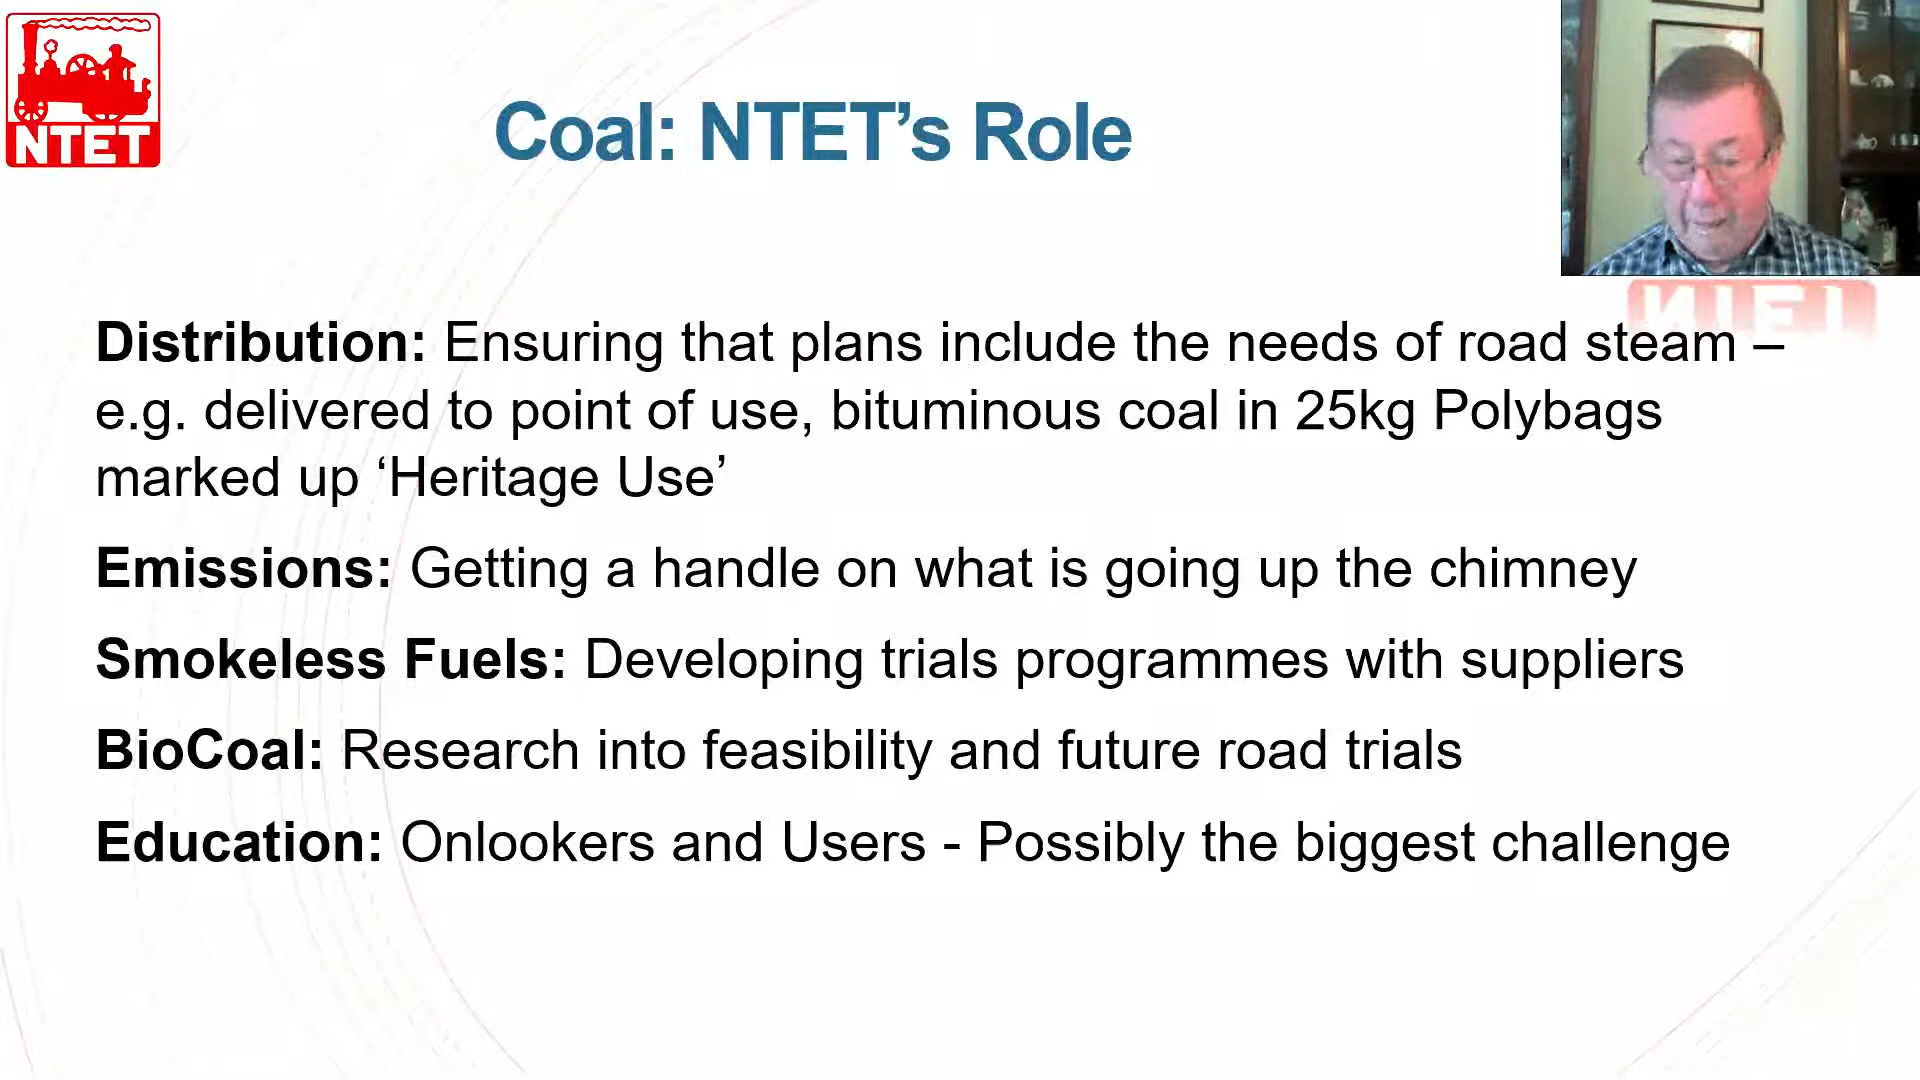 NTET
Coal: NTET’s Role
NTET
Distribution: Ensuring that plans include the needs of road steam –
e.g. delivered to point of use, bituminous coal in 25kg Polybags
marked up ‘Heritage Use’
Emissions: Getting a handle on what is going up the chimney
Smokeless Fuels: Developing trials programmes with suppliers
BioCoal: Research into feasibility and future road trials
Education: Onlookers and Users - Possibly the biggest challenge